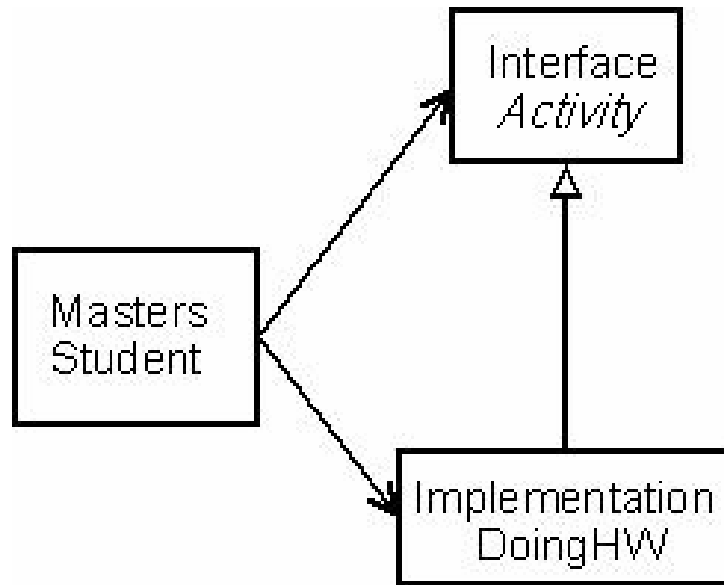 Interface
Activity
Masters
Student
Implementation
DoingHW